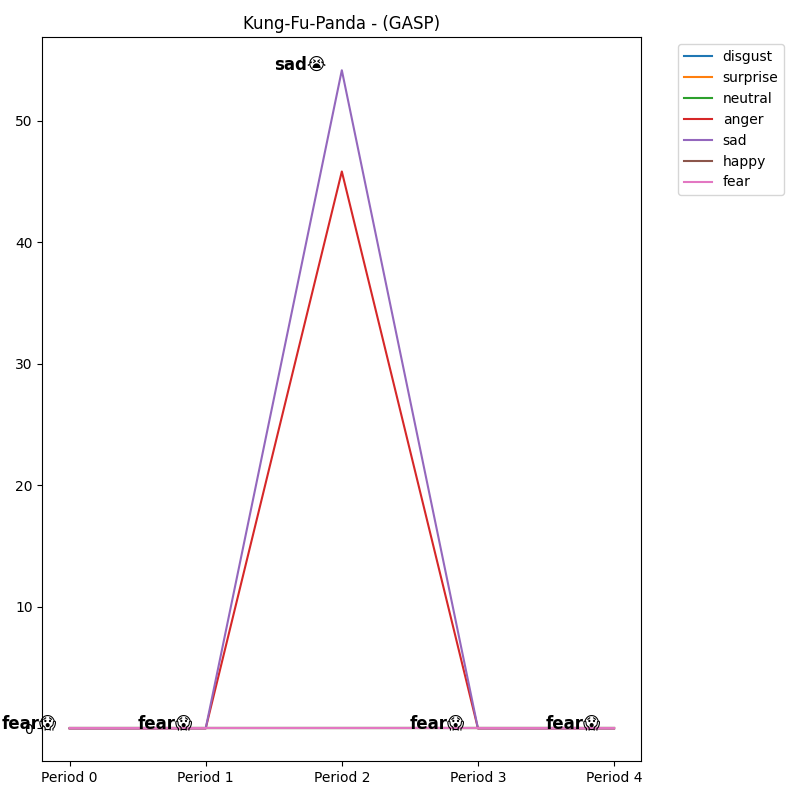 Kung-Fu-Panda - (GASP)
sad😭
disgust
surprise
neutral
anger
sad
happy
fear
50
40
30
20
10
0
fear😱
fear😱
fear😱
fear😱
Period 0
Period 1
Period 2
Period 3
Period 4